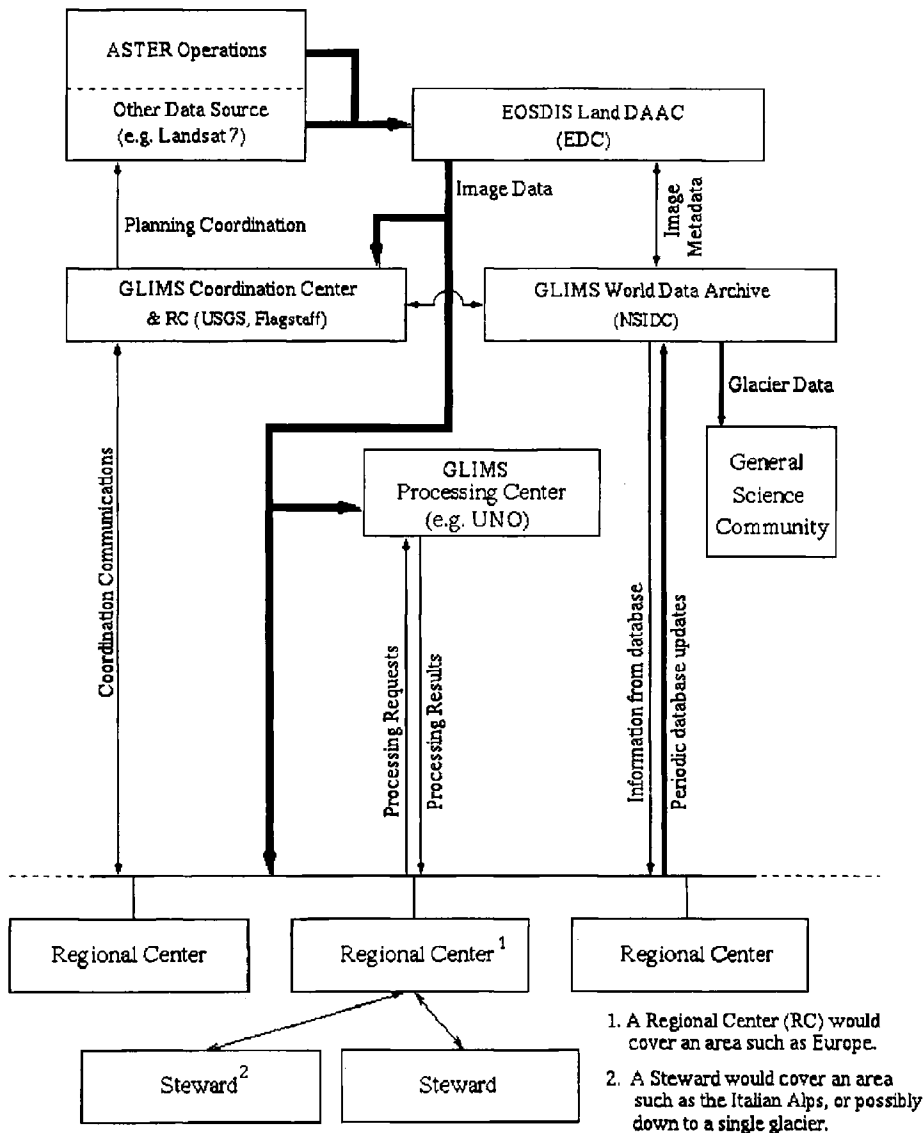 ASTER Operations
Other Data Source
(e.g. Landsat 7)
EOSDIS Land DAAC
(EDC)
Image Data
Planning Coordination
Image
Metadata
GLIMS Coordination Center
& RC (USGS, Flagstaff)
GLIMS World Data Archive
(NSIDC)
Glacier Data
GLIMS
Processing Center
(e.g. UNO)
General
Science
Community
Coordination Communications
Processing Requests
Processing Results
Information from database
Periodic database updates
Regional Center
Regional Center 1
Regional Center
Steward 2
Steward
1. A Regional Center (RC) would
cover an area such as Europe.
2. A Steward would cover an area
such as the Italian Alps, or possibly
down to a single glacier.